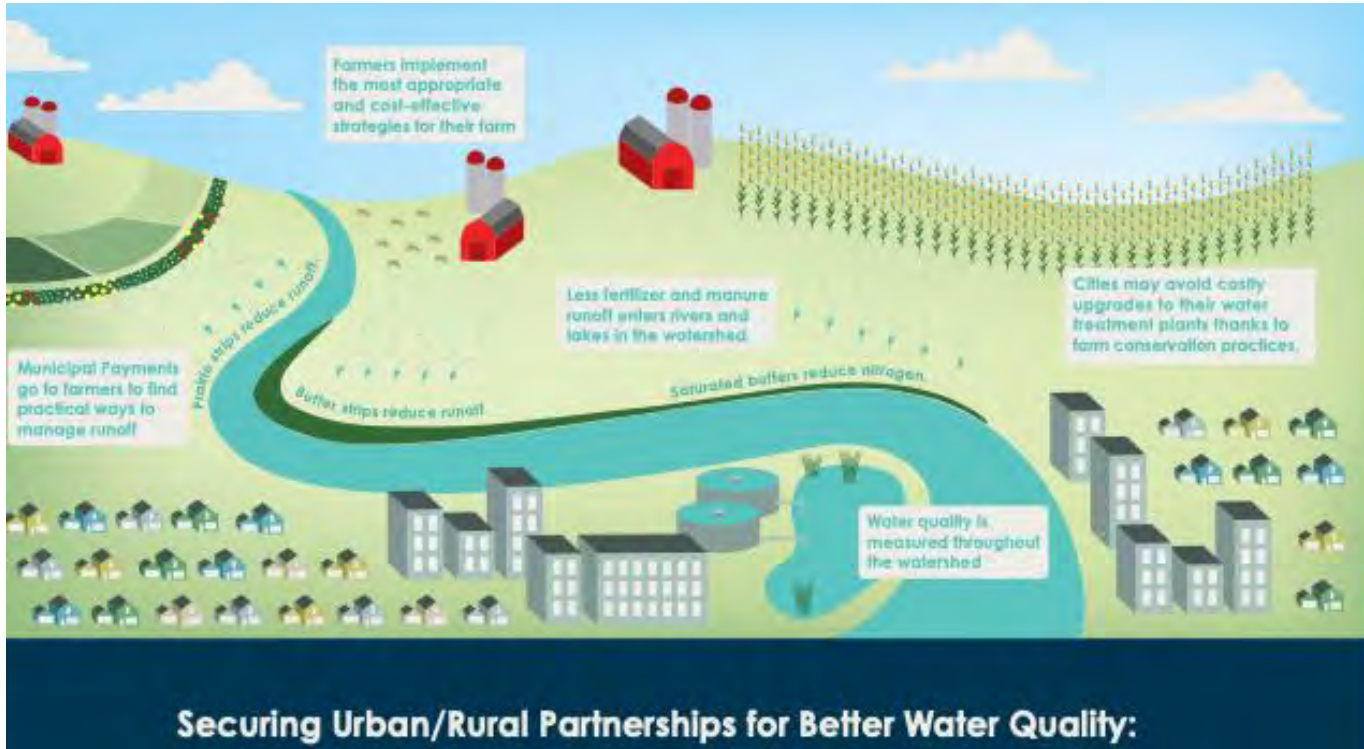 Farmers implement
the most appropriate
and cost-effective
strategies for their farm
Less fertilizer and manure
runoff enters rivers and
lakes in the watershed.
Cities may avoid costly
upgrades to their water
treatment plants thanks to
farm conservation practices.
Municipal Payments
go to farmers to find
practical ways to
manage runoff
Prairie strips reduce runoff.
Buffer strips reduce runoff
Saturated buffers reduce nitrogen.
Water quality is
measured throughout
the watershed
Securing Urban/Rural Partnerships for Better Water Quality: